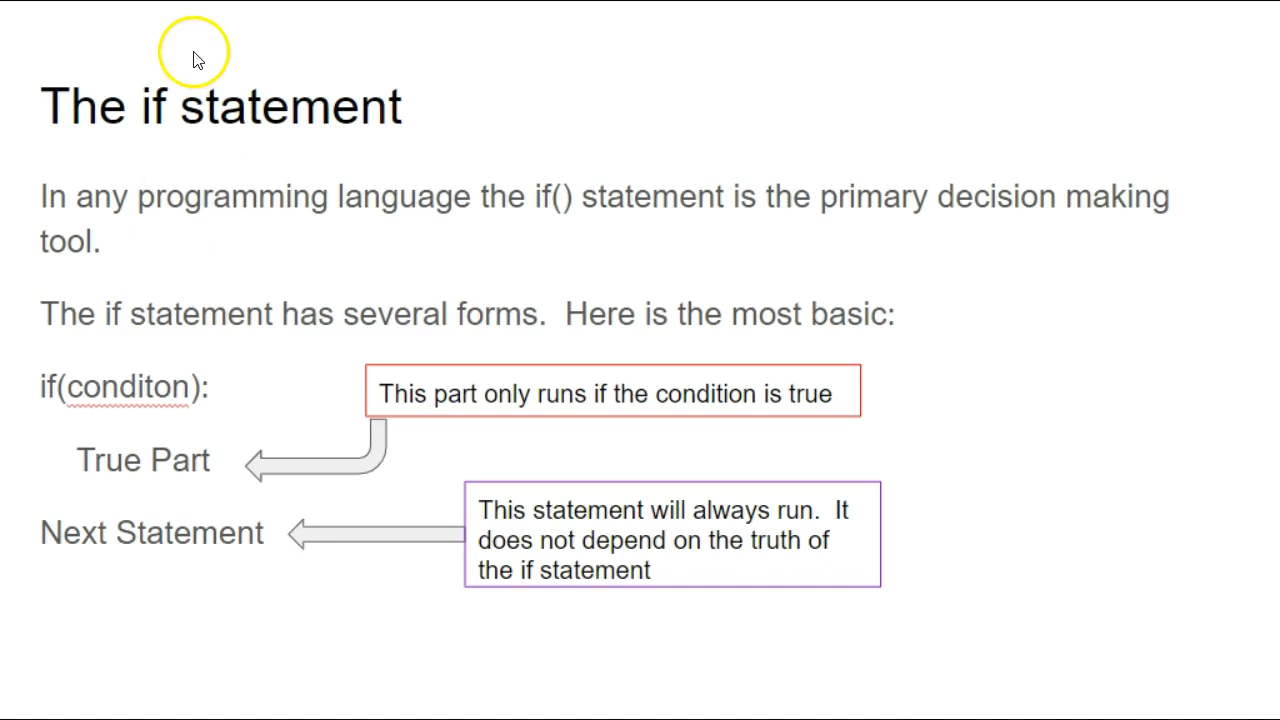 The if statement
In any programming language the if() statement is the primary decision making
tool.
The if statement has several forms.  Here is the most basic:
if(conditon):
This part only runs if the condition is true
True Part
Next Statement
This statement will always run.  It
does not depend on the truth of
the if statement